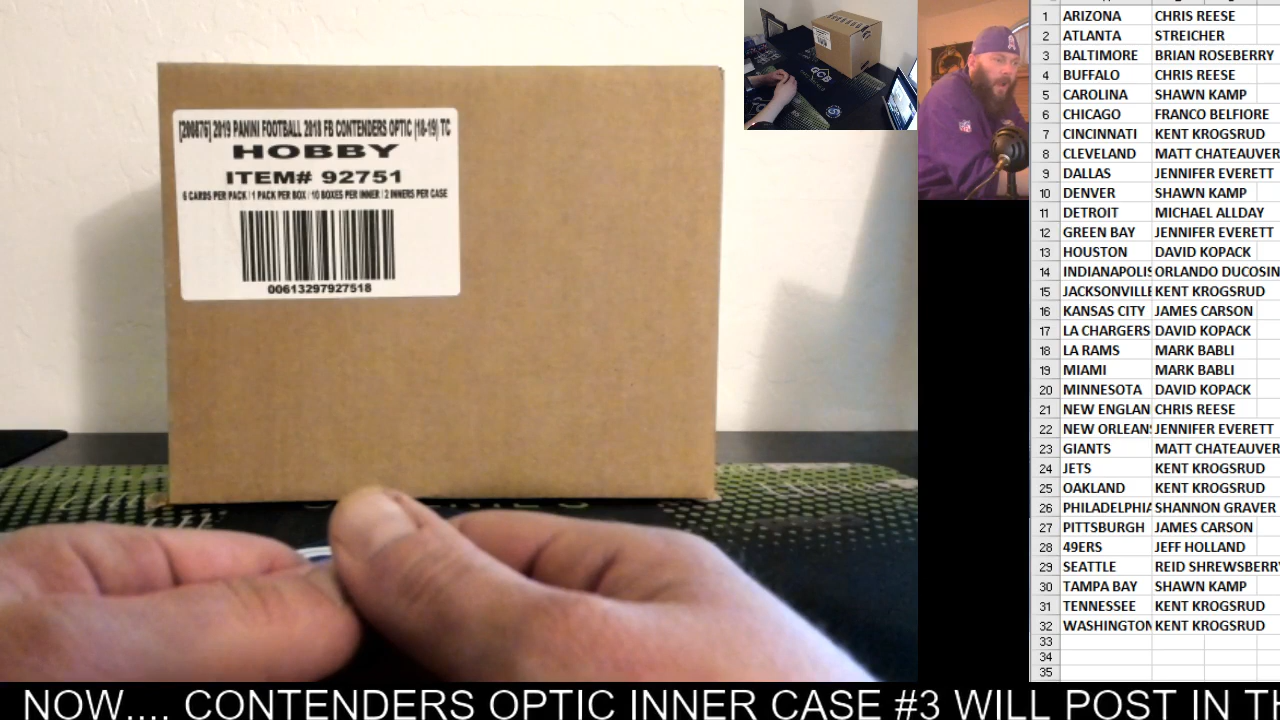 [200876] 2019 PANINI FOOTBALL 2018 FB CONTENDERS OPTIC (18-19) TC
HOBBY
ITEM# 92751
6 CARDS PER PACK / 1 PACK PER BOX / 10 BOXES PER INNER / 2 INNERS PER CASE
00613297927518
GCB
NFL
1 ARIZONA CHRIS REESE
2 ATLANTA STREICHER
3 BALTIMORE BRIAN ROSEBERRY
4 BUFFALO CHRIS REESE
5 CAROLINA SHAWN KAMP
6 CHICAGO FRANCO BELFIORE
7 CINCINNATI KENT KROGSRUD
8 CLEVELAND MATT CHATEAUVER
9 DALLAS JENNIFER EVERETT
10 DENVER SHAWN KAMP
11 DETROIT MICHAEL ALLDAY
12 GREEN BAY JENNIFER EVERETT
13 HOUSTON DAVID KOPACK
14 INDIANAPOLIS ORLANDO DUCOSIN
15 JACKSONVILLE KENT KROGSRUD
16 KANSAS CITY JAMES CARSON
17 LA CHARGERS DAVID KOPACK
18 LA RAMS MARK BABLI
19 MIAMI MARK BABLI
20 MINNESOTA DAVID KOPACK
21 NEW ENGLAN CHRIS REESE
22 NEW ORLEANS JENNIFER EVERETT
23 GIANTS MATT CHATEAUVER
24 JETS KENT KROGSRUD
25 OAKLAND KENT KROGSRUD
26 PHILADELPHIA SHANNON GRAVER
27 PITTSBURGH JAMES CARSON
28 49ERS JEFF HOLLAND
29 SEATTLE REID SHREWSBERRY
30 TAMPA BAY SHAWN KAMP
31 TENNESSEE KENT KROGSRUD
32 WASHINGTON KENT KROGSRUD
33
34
35
NOW.... CONTENDERS OPTIC INNER CASE #3 WILL POST IN TH